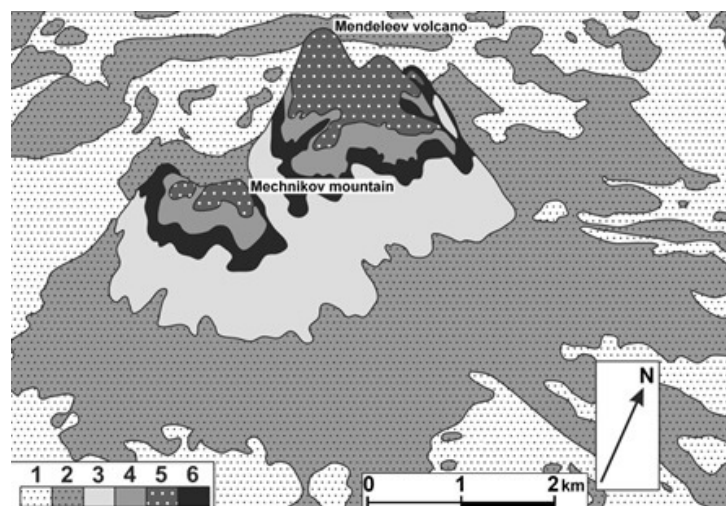 Mendeleev volcano
Mechnikov mountain
N
1 2 3 4 5 6
0 1 2 km